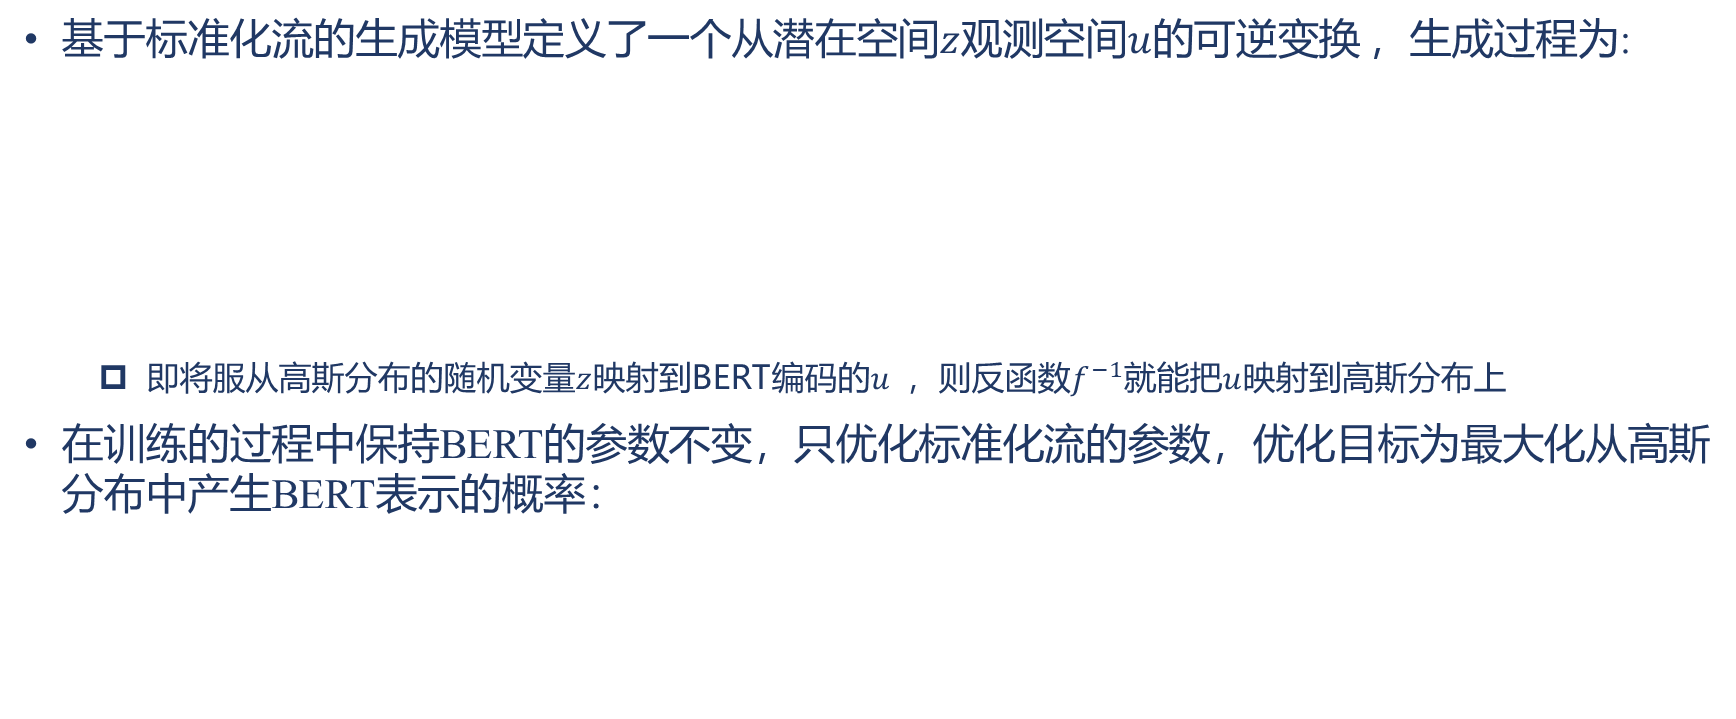 • 基于标准化流的生成模型定义了一个从潜在空间z观测空间u的可逆变换 ，生成过程为:
即将服从高斯分布的随机变量z映射到BERT编码的u ，则反函数f⁻¹就能把u映射到高斯分布上
• 在训练的过程中保持BERT的参数不变，只优化标准化流的参数，优化目标为最大化从高斯
分布中产生BERT表示的概率：